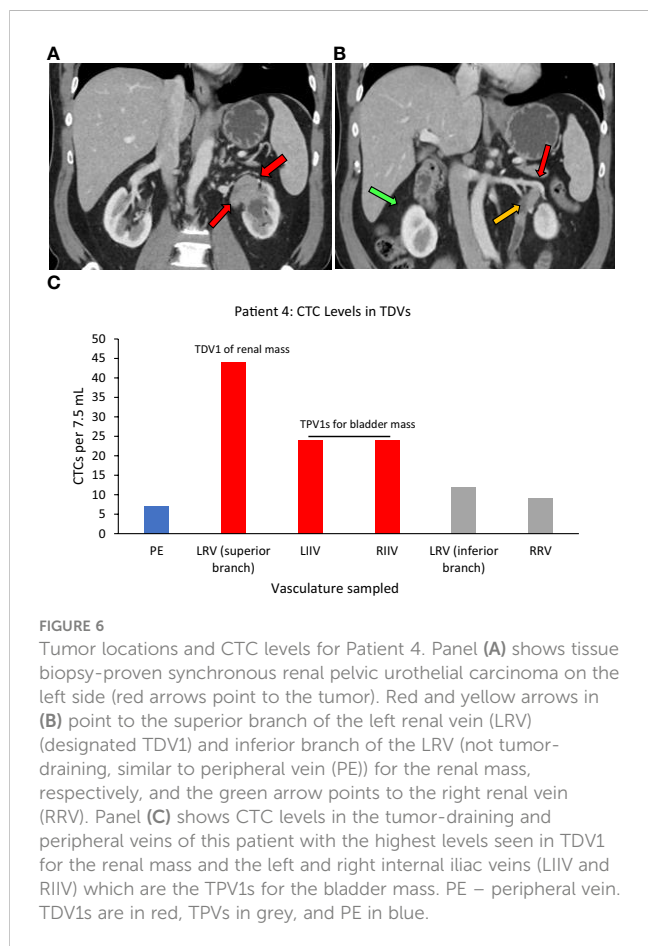 A
B
C
Patient 4: CTC Levels in TDVs
50
45
40
35
30
25
20
15
10
5
0
CTCs per 7.5 mL
TDV1 of renal mass
TPV1s for bladder mass
PE
LRV (superior
branch)
LIIV
RIIV
LRV (inferior
branch)
RRV
Vasculature sampled
FIGURE 6
Tumor locations and CTC levels for Patient 4. Panel (A) shows tissue
biopsy-proven synchronous renal pelvic urothelial carcinoma on the
left side (red arrows point to the tumor). Red and yellow arrows in
(B) point to the superior branch of the left renal vein (LRV)
(designated TDV1) and inferior branch of the LRV (not tumor-
draining, similar to peripheral vein (PE)) for the renal mass,
respectively, and the green arrow points to the right renal vein
(RRV). Panel (C) shows CTC levels in the tumor-draining and
peripheral veins of this patient with the highest levels seen in TDV1
for the renal mass and the left and right internal iliac veins (LIIV and
RIIV) which are the TPV1s for the bladder mass. PE – peripheral vein.
TDV1s are in red, TPVs in grey, and PE in blue.